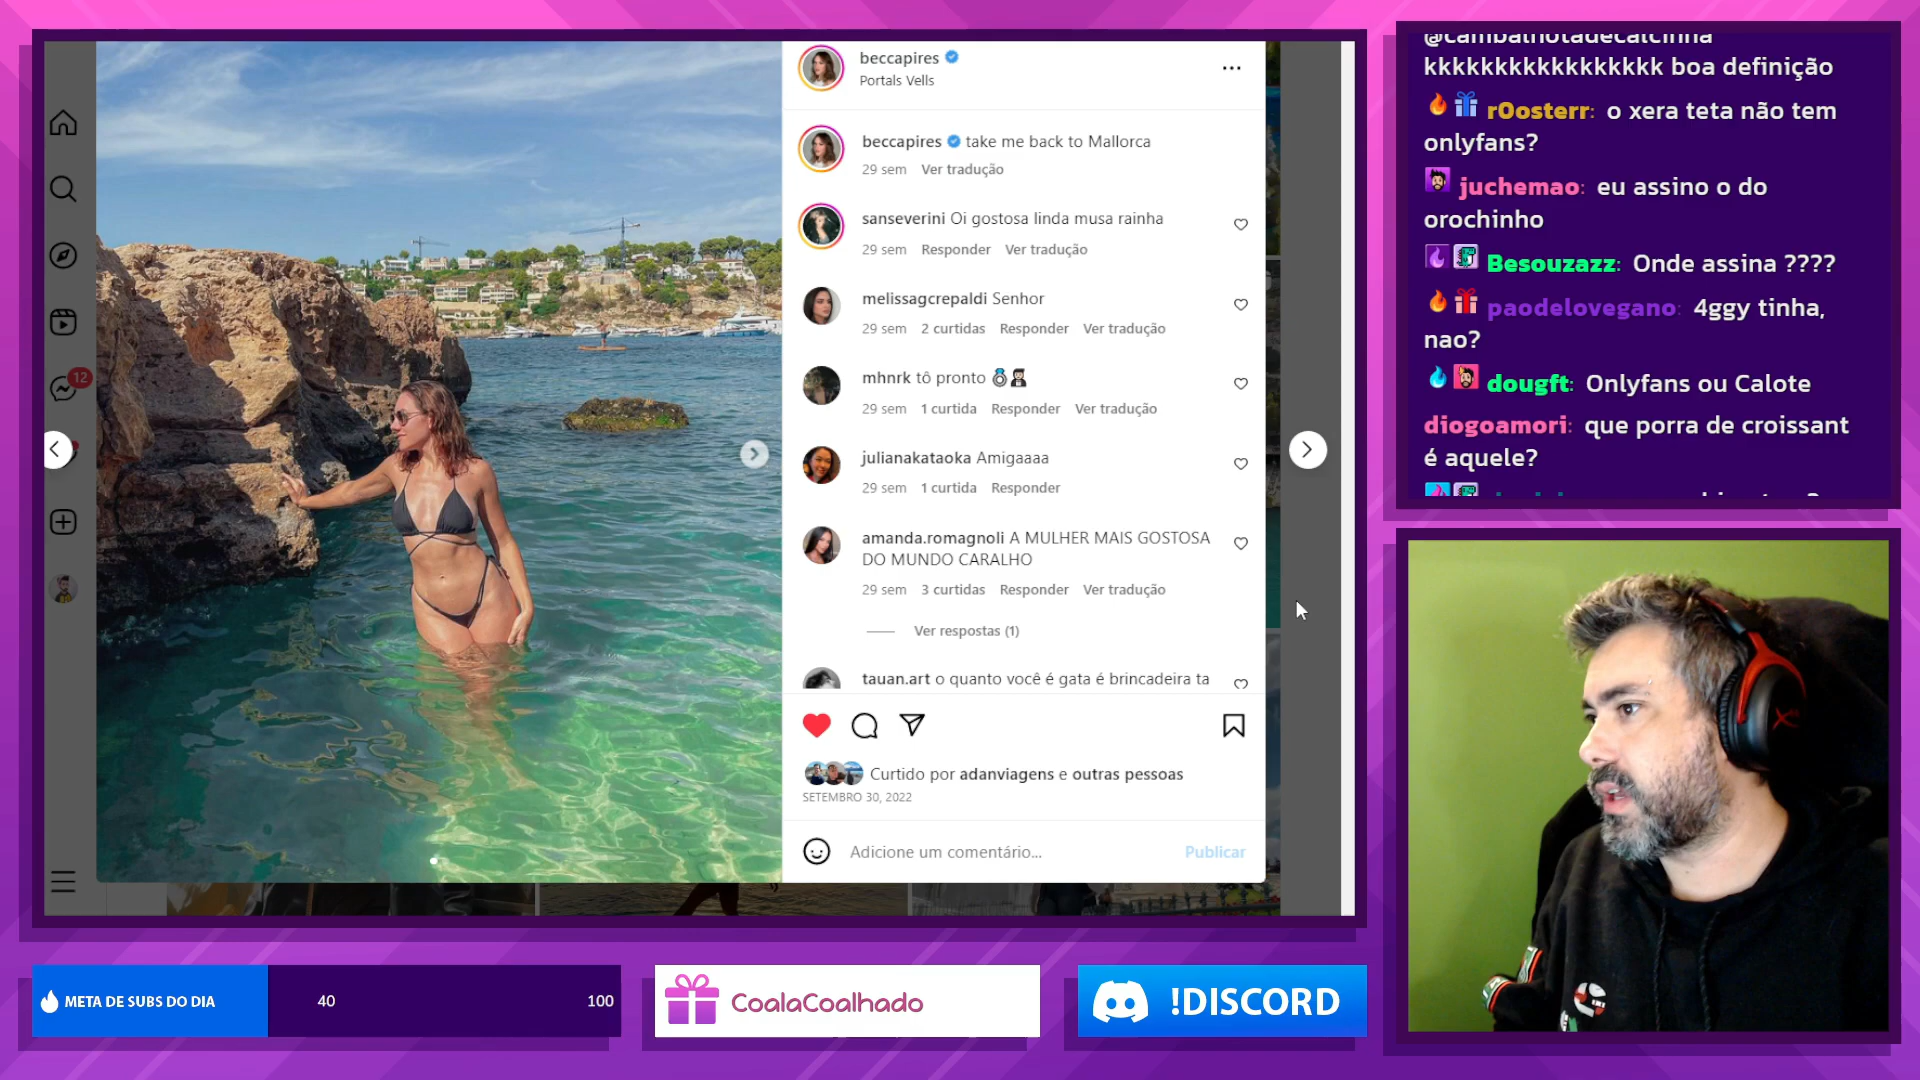 beccapires
Portals Vells
beccapires take me back to Mallorca
29 sem Ver tradução
sanseverini Oi gostosa linda musa rainha
29 sem Responder Ver tradução
melissagcrepaldi Senhor
29 sem 2 curtidas Responder Ver tradução
mhnrk tô pronto 💍🤵🏻
29 sem 1 curtida Responder Ver tradução
julianakataoka Amigaaaa
29 sem 1 curtida Responder
amanda.romagnoli A MULHER MAIS GOSTOSA
DO MUNDO CARALHO
29 sem 3 curtidas Responder Ver tradução
Ver respostas (1)
tauan.art o quanto você é gata é brincadeira ta
Curtido por adanviagens e outras pessoas
SETEMBRO 30, 2022
Adicione um comentário...
Publicar
12
@cambalhotadecalcinha
kkkkkkkkkkkkkkkkk boa definição
r0osterr: o xera teta não tem
onlyfans?
juchemao: eu assino o do
orochinho
Besouzazz: Onde assina ????
paodelovegano: 4ggy tinha,
nao?
dougft: Onlyfans ou Calote
diogoamori: que porra de croissant
é aquele?
META DE SUBS DO DIA
40
100
CoalaCoalhado
!DISCORD